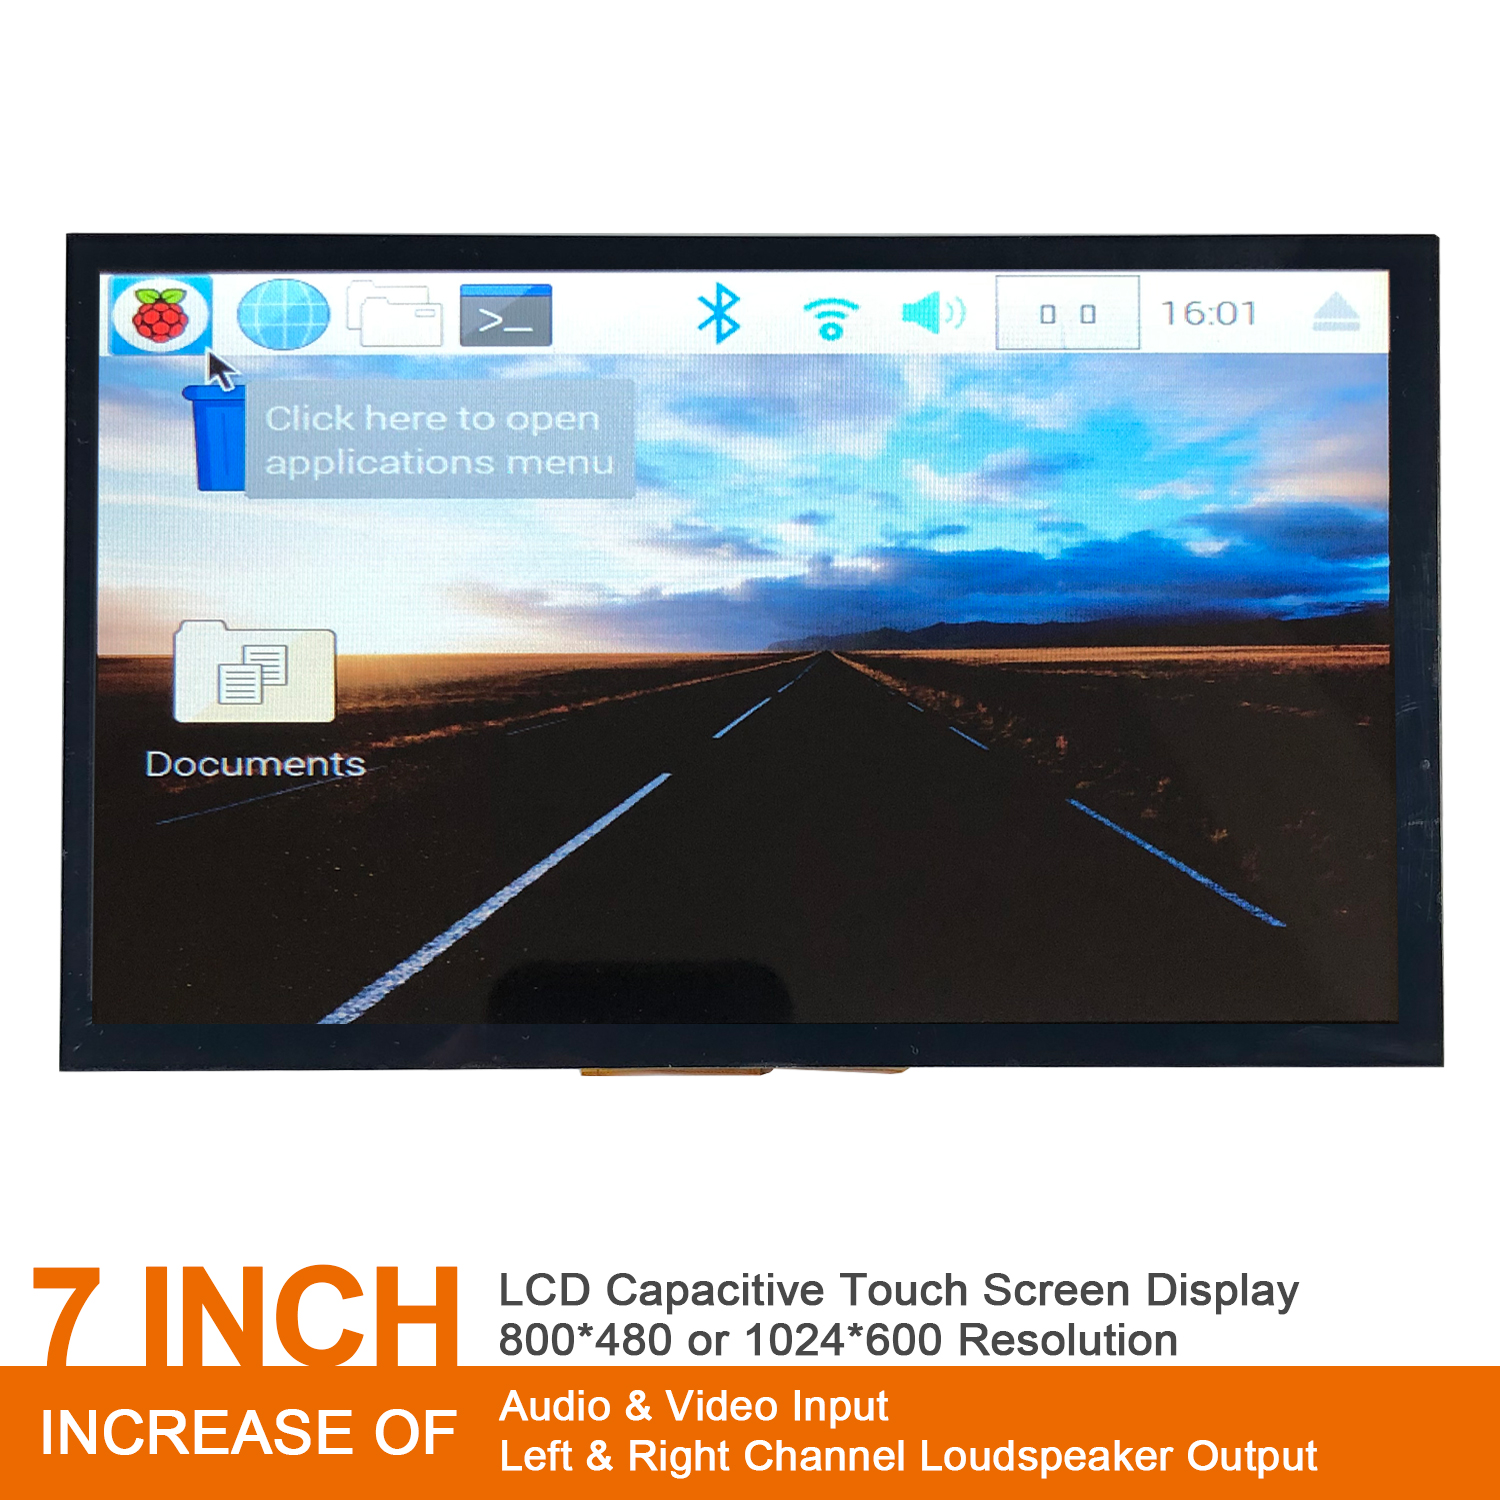 >_
16:01
Click here to open
applications menu
Documents
7 INCH
LCD Capacitive Touch Screen Display
800*480 or 1024*600 Resolution
INCREASE OF
Audio & Video Input
Left & Right Channel Loudspeaker Output